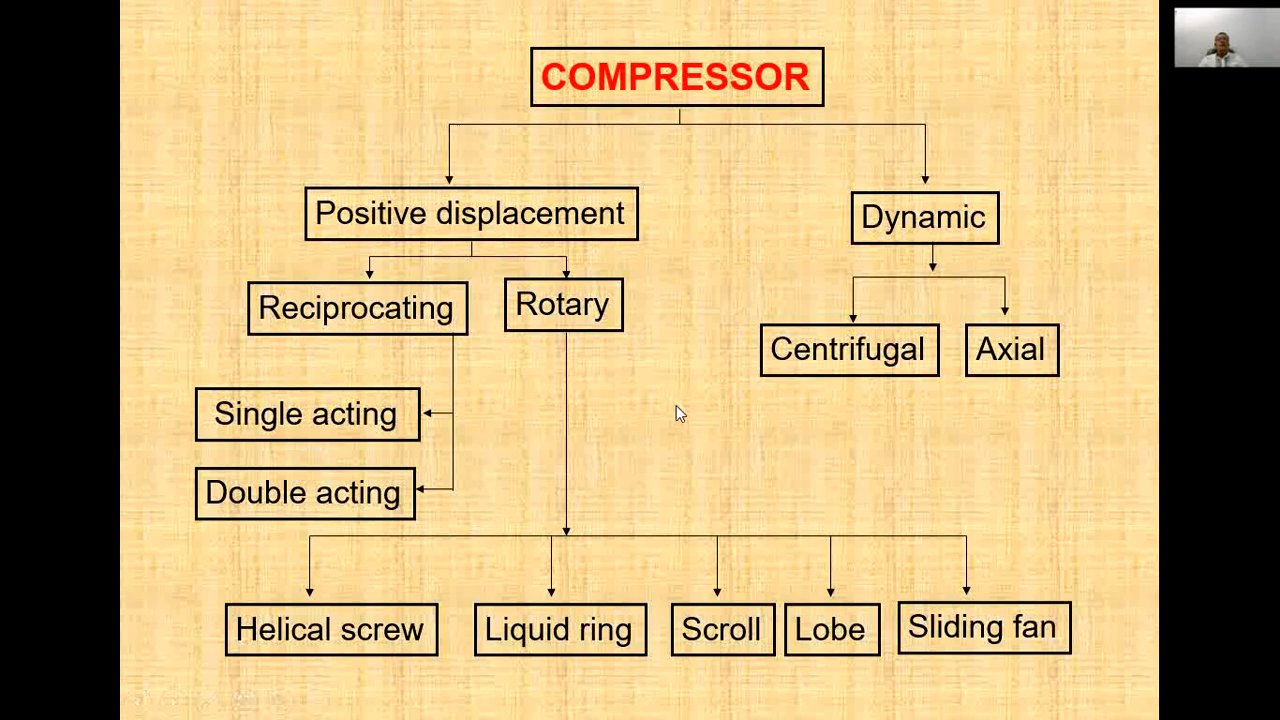 COMPRESSOR
Positive displacement
Dynamic
Reciprocating
Rotary
Centrifugal
Axial
Single acting
Double acting
Helical screw
Liquid ring
Scroll
Lobe
Sliding fan